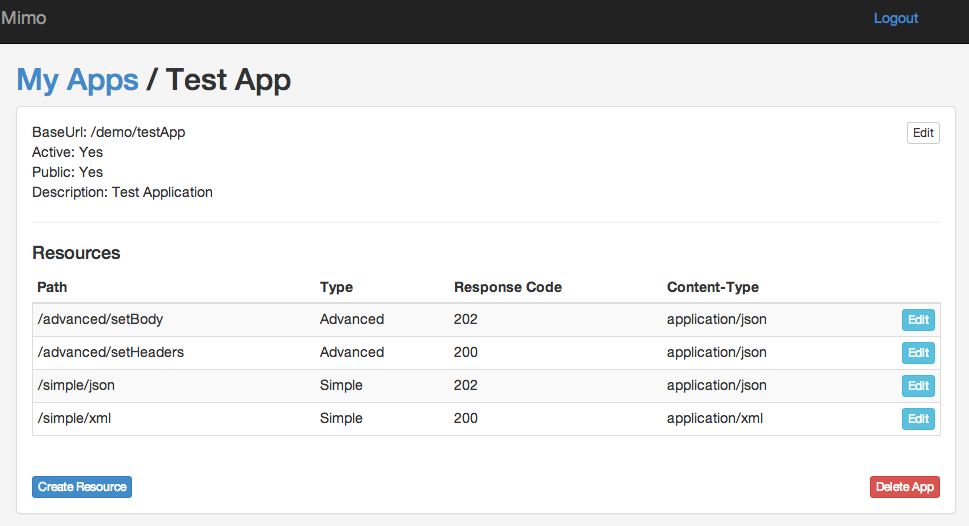 Mimo Logout
My Apps / Test App
BaseUrl: /demo/testApp Edit
Active: Yes
Public: Yes
Description: Test Application
Resources
Path Type Response Code Content-Type
/advanced/setBody Advanced 202 application/json Edit
/advanced/setHeaders Advanced 200 application/json Edit
/simple/json Simple 202 application/json Edit
/simple/xml Simple 200 application/xml Edit
Create Resource Delete App